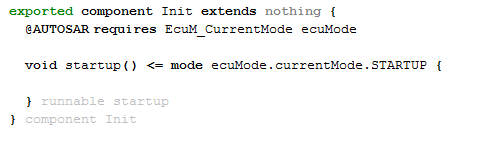 exported component Init extends nothing {
@AUTOSAR requires EcuM_CurrentMode ecuMode
void startup() <= mode ecuMode.currentMode.STARTUP {
} runnable startup
} component Init